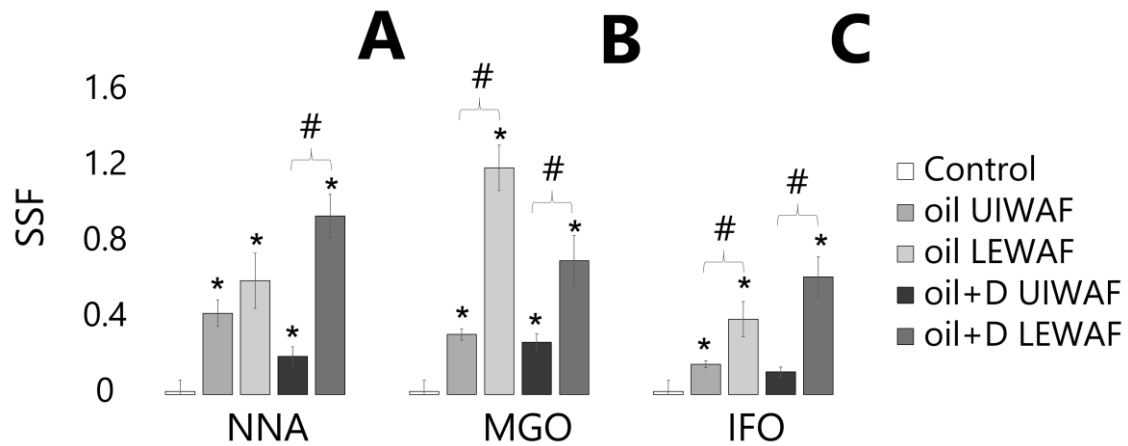 A B C
1.6
1.2
0.8
0.4
0
SSF
# * * * * #
# * * * * #
# * * * #
NNA MGO IFO
Control
oil UIWAF
oil LEWAF
oil+D UIWAF
oil+D LEWAF